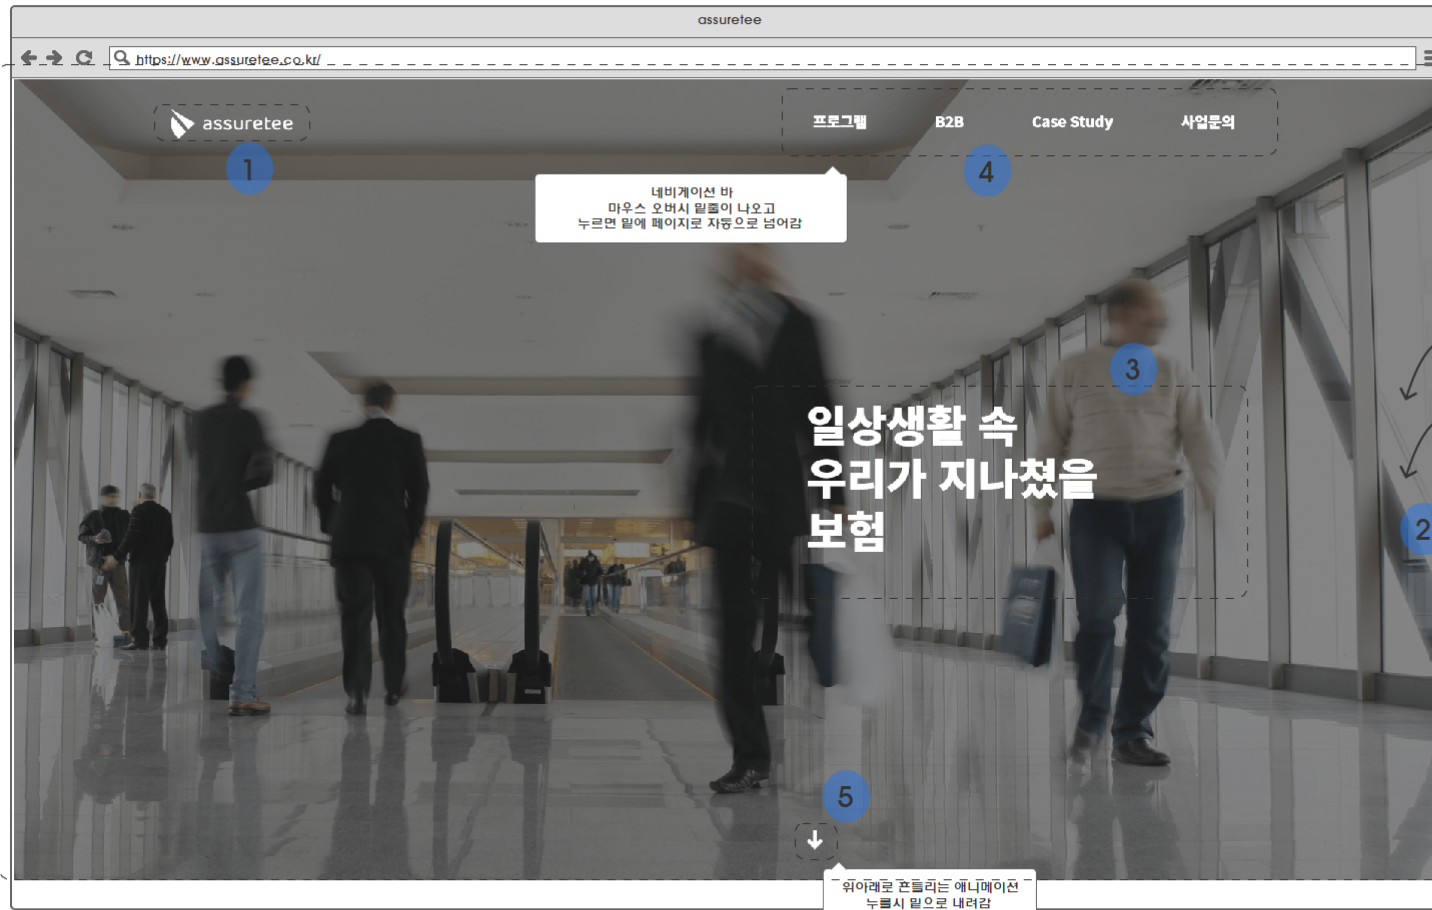 assuretee
https://www.assuretee.co.kr/
assuretee
프로그램
B2B
Case Study
사업문의
1
4
네비게이션 바
마우스 오버시 밑줄이 나오고
누르면 밑에 페이지로 자동으로 넘어감
3
일상생활 속
우리가 지나쳤을
보험
2
5
위아래로 흔들리는 애니메이션
누를시 밑으로 내려감